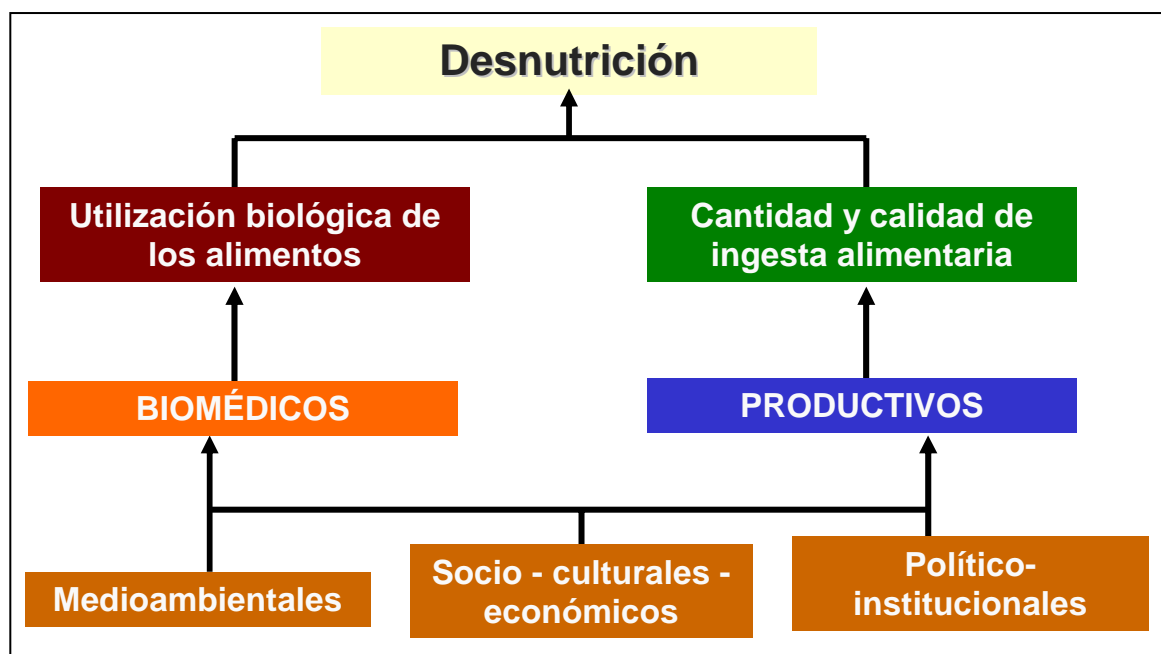 Desnutrición
Utilización biológica de
los alimentos
Cantidad y calidad de
ingesta alimentaria
BIOMÉDICOS
PRODUCTIVOS
Medioambientales
Socio - culturales -
económicos
Político-
institucionales